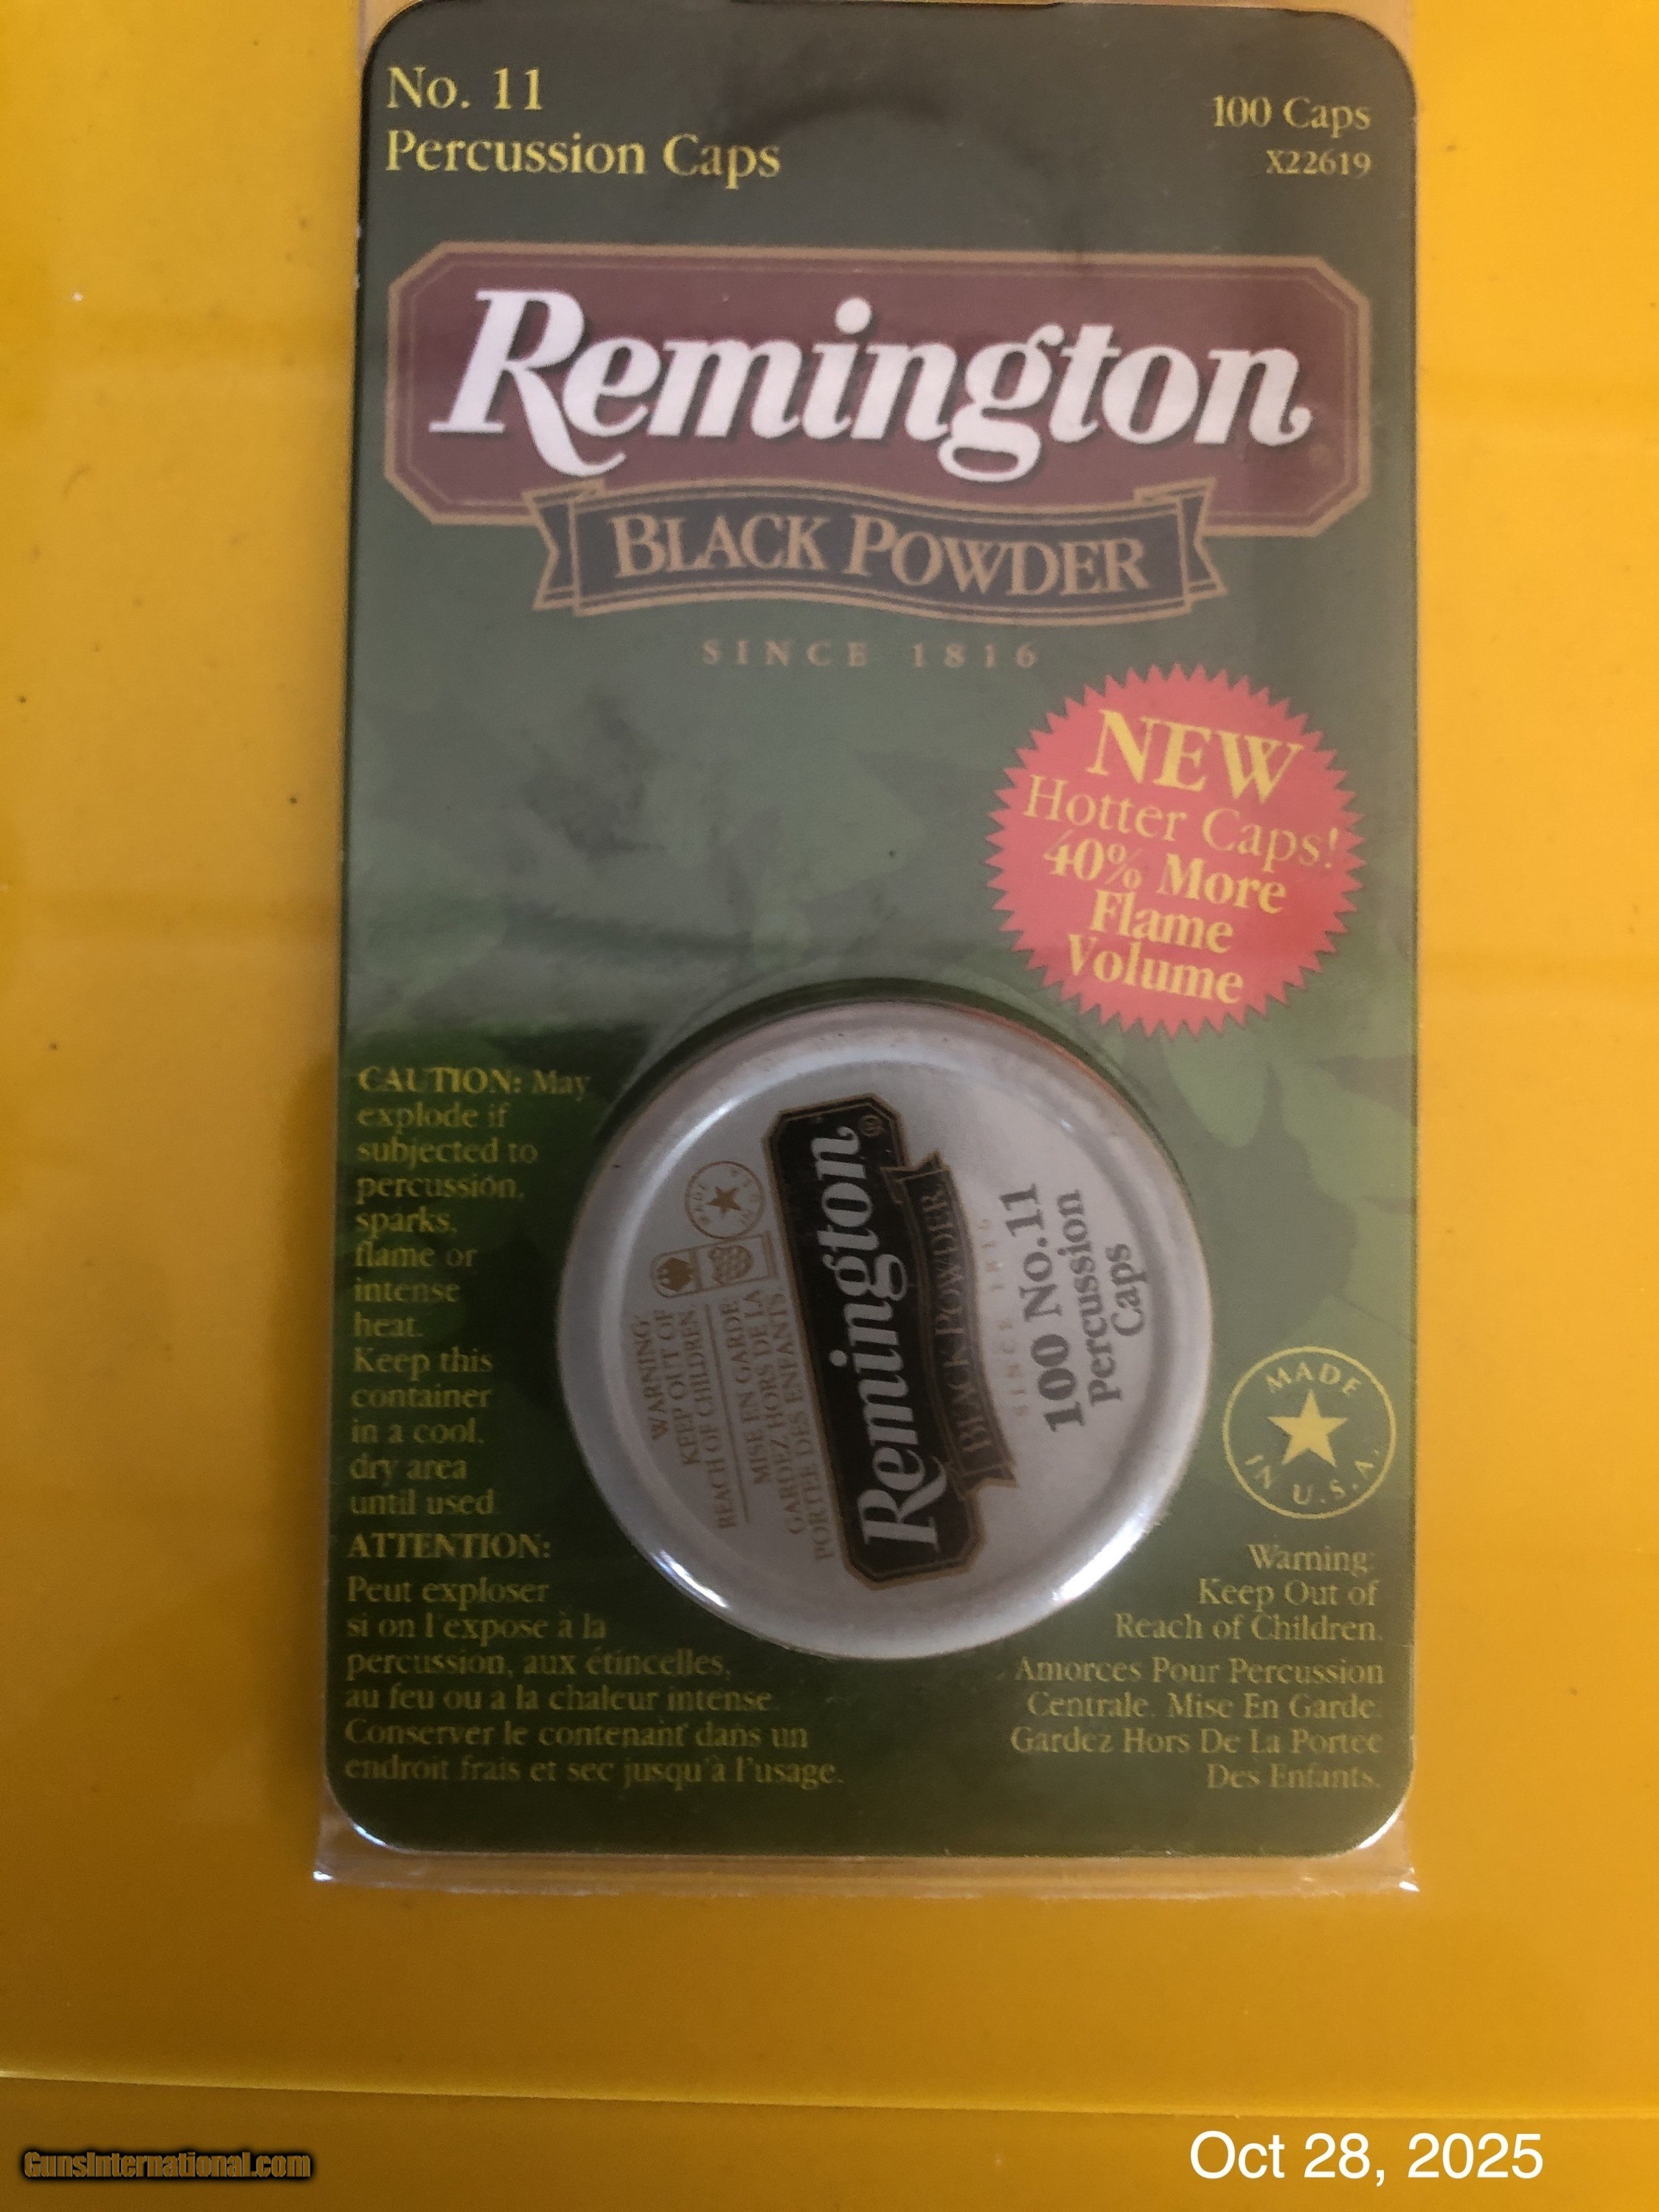 No. 11
Percussion Caps
100 Caps
X22619
Remington
BLACK POWDER
SINCE 1816
NEW
Hotter Caps!
40% More
Flame
Volume
CAUTION: May
explode if
subjected to
percussion,
sparks,
flame or
intense
heat.
Keep this
container
in a cool,
dry area
until used.
ATTENTION:
Peut exploser
si on l'expose à la
percussion, aux étincelles,
au feu ou à la chaleur intense.
Conserver le contenant dans un
endroit frais et sec jusqu'à l'usage.
WARNING:
KEEP OUT OF
REACH OF CHILDREN.
MISE EN GARDE
GARDEZ HORS DE LA
PORTEE DES ENFANTS.
Remington®
BLACK POWDER
SINCE 1816
100 No.11
Percussion
Caps
MADE
IN U.S.A.
Warning:
Keep Out of
Reach of Children.
Amorces Pour Percussion
Centrale. Mise En Garde:
Gardez Hors De La Portee
Des Enfants.
GunsInternational.com
Oct 28, 2025